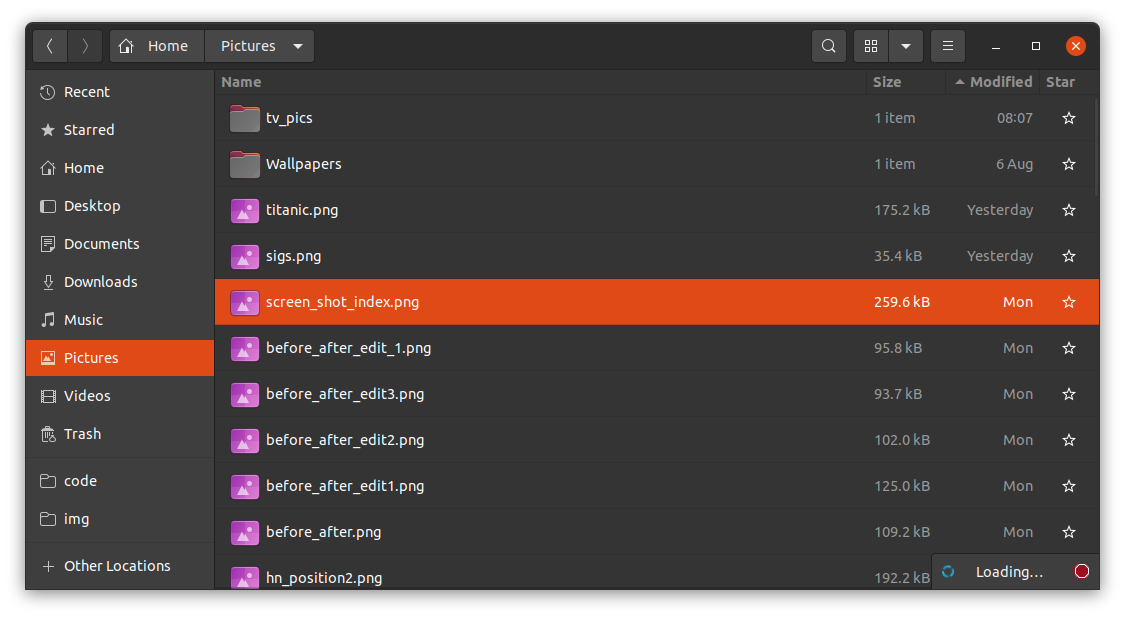 Home Pictures
Recent
Starred
Home
Desktop
Documents
Downloads
Music
Pictures
Videos
Trash
code
img
Other Locations
Name Size Modified Star
tv_pics 1 item 08:07
Wallpapers 1 item 6 Aug
titanic.png 175.2 kB Yesterday
sigs.png 35.4 kB Yesterday
screen_shot_index.png 259.6 kB Mon
before_after_edit_1.png 95.8 kB Mon
before_after_edit3.png 93.7 kB Mon
before_after_edit2.png 102.0 kB Mon
before_after_edit1.png 125.0 kB Mon
before_after.png 109.2 kB Mon
hn_position2.png 192.2 kB
Loading...